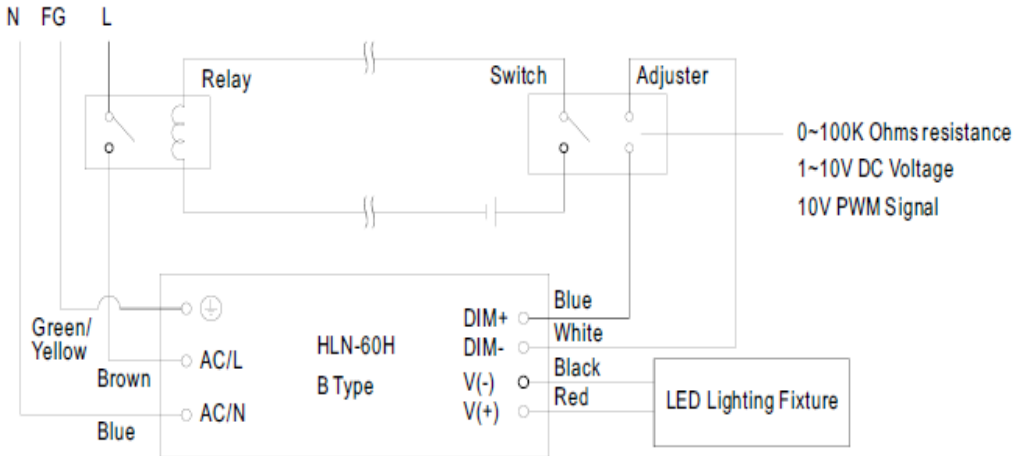 N FG L
Relay
Switch
Adjuster
0~100K Ohms resistance
1~10V DC Voltage
10V PWM Signal
Green/
Yellow
Brown
Blue
AC/L
AC/N
HLN-60H
B Type
DIM+
DIM-
V(-)
V(+)
Blue
White
Black
Red
LED Lighting Fixture